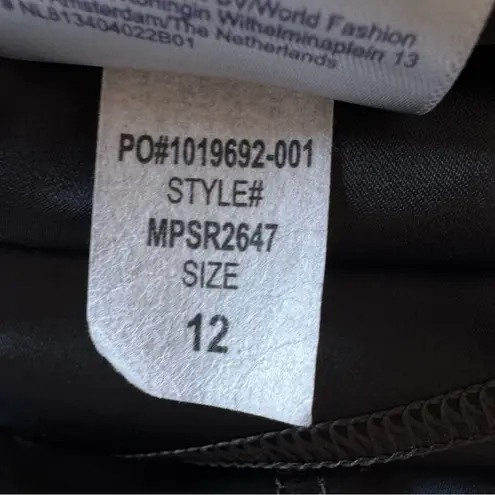 BV/World Fashion
Koningin Wilhelminaplein 13
Amsterdam/The Netherlands
NL813404022B01
PO#1019692-001
STYLE#
MPSR2647
SIZE
12